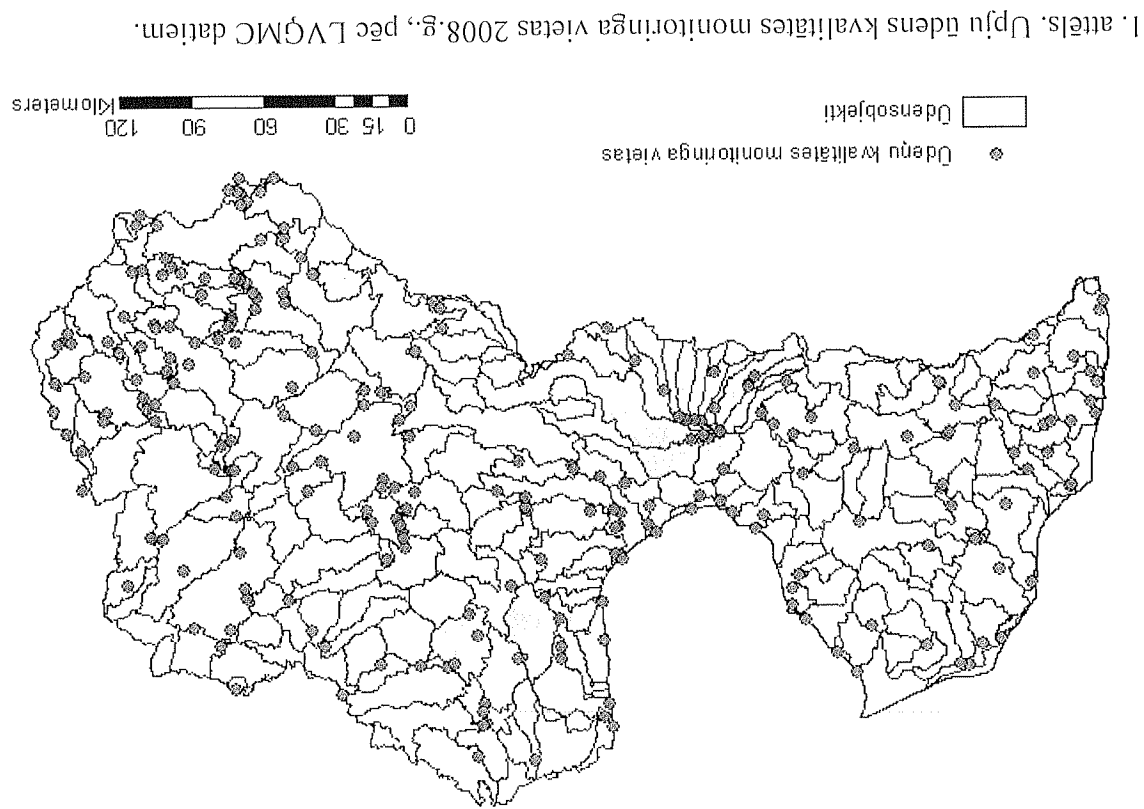 Ūdeņu kvalitātes monitoringa vietas
Ūdensobjekti
0 15 30 60 90 120
Kilometers
1. attēls. Upju ūdens kvalitātes monitoringa vietas 2008.g., pēc LVĢMC datiem.